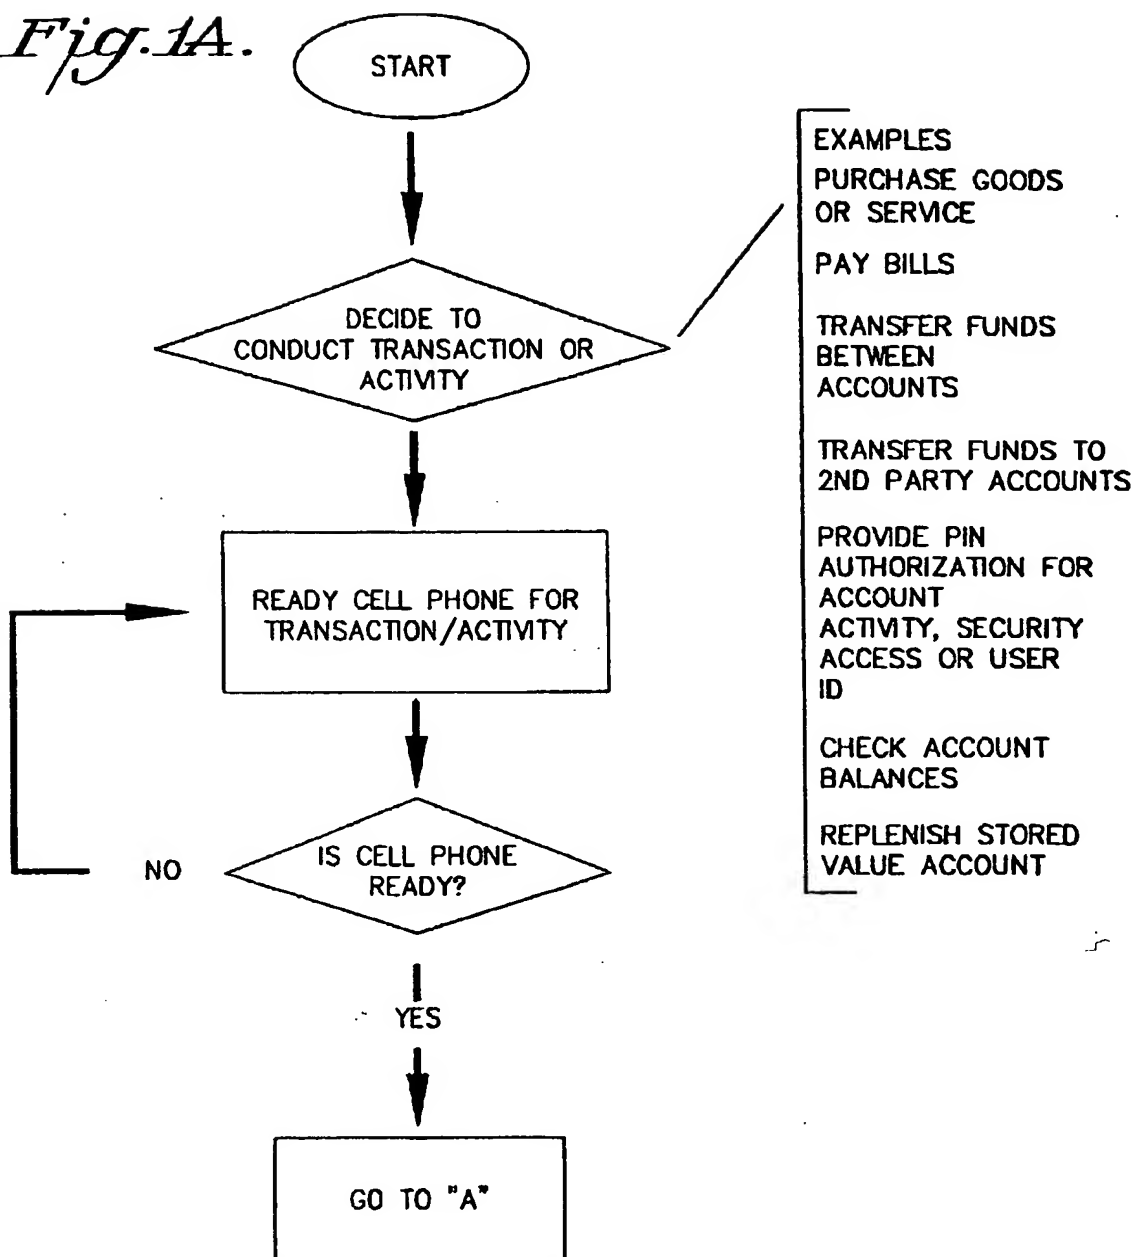 Fig.1A.
START
DECIDE TO
CONDUCT TRANSACTION OR
ACTIVITY
EXAMPLES
PURCHASE GOODS
OR SERVICE
PAY BILLS
TRANSFER FUNDS
BETWEEN
ACCOUNTS
TRANSFER FUNDS TO
2ND PARTY ACCOUNTS
PROVIDE PIN
AUTHORIZATION FOR
ACCOUNT
ACTIVITY, SECURITY
ACCESS OR USER
ID
CHECK ACCOUNT
BALANCES
REPLENISH STORED
VALUE ACCOUNT
READY CELL PHONE FOR
TRANSACTION/ACTIVITY
IS CELL PHONE
READY?
NO
YES
GO TO "A"